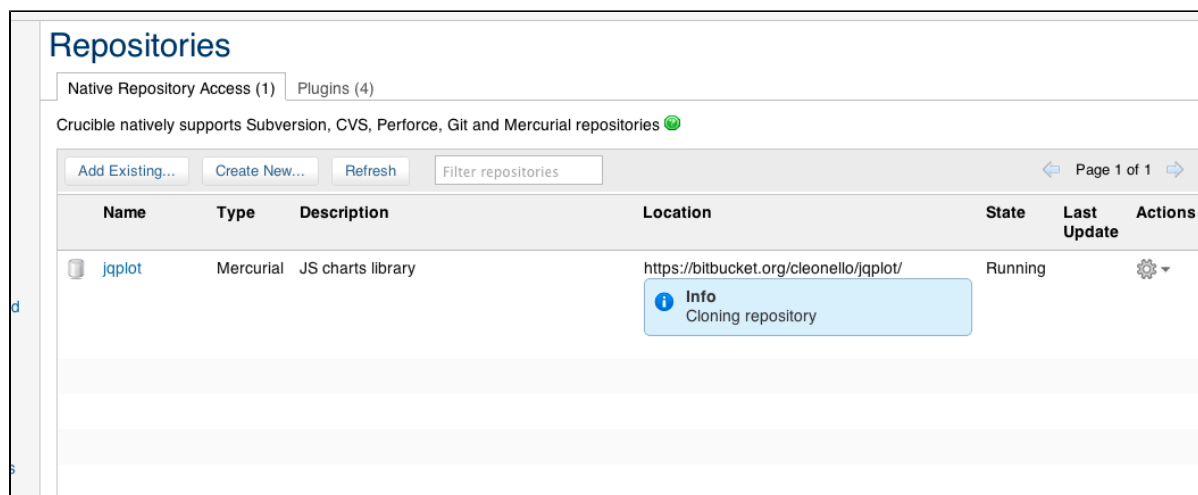 Repositories
Native Repository Access (1) Plugins (4)
Crucible natively supports Subversion, CVS, Perforce, Git and Mercurial repositories
Add Existing... Create New... Refresh Filter repositories Page 1 of 1
Name Type Description Location State Last Update Actions
jqplot Mercurial JS charts library https://bitbucket.org/cleonello/jqplot/ Running
Info
Cloning repository
d
s